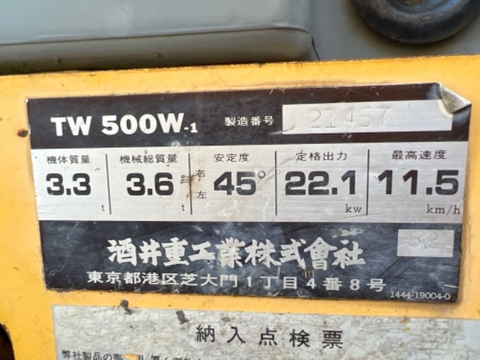 TW 500W-1 製造番号 21457
機体質量 機械総質量 安定度 定格出力 最高速度
3.3 t 3.6 t 右左 45° 22.1 kw 11.5 km/h
酒井重工業株式會社
東京都港区芝大門1丁目4番8号
1444-19004-0
納入点検票